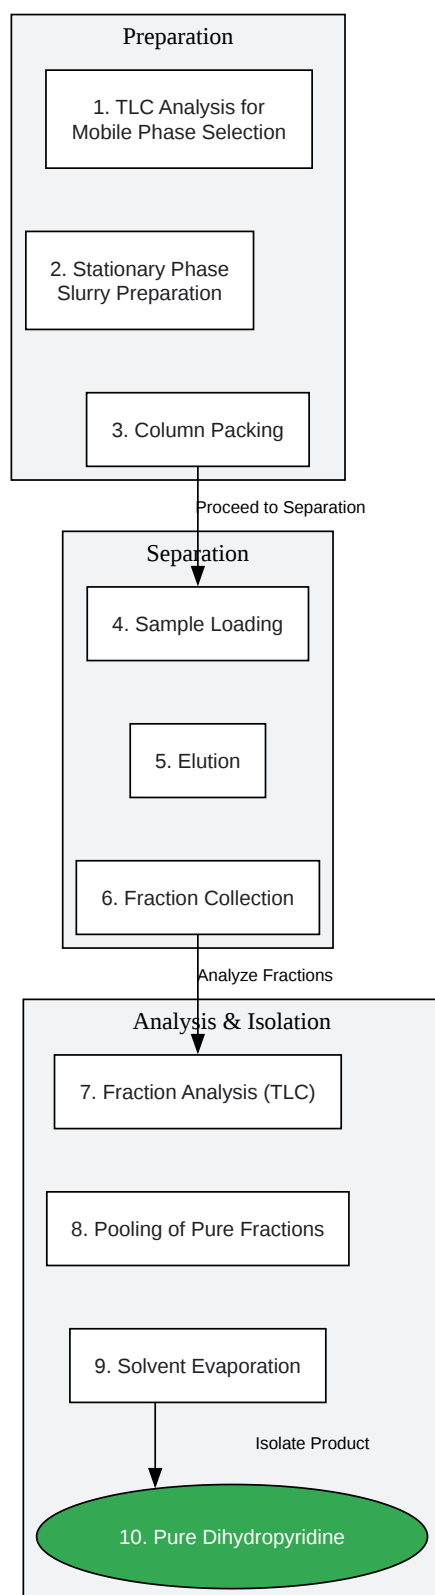 Preparation
1. TLC Analysis for
Mobile Phase Selection
2. Stationary Phase
Slurry Preparation
3. Column Packing
Proceed to Separation
Separation
4. Sample Loading
5. Elution
6. Fraction Collection
Analyze Fractions
Analysis & Isolation
7. Fraction Analysis (TLC)
8. Pooling of Pure Fractions
9. Solvent Evaporation
Isolate Product
10. Pure Dihydropyridine